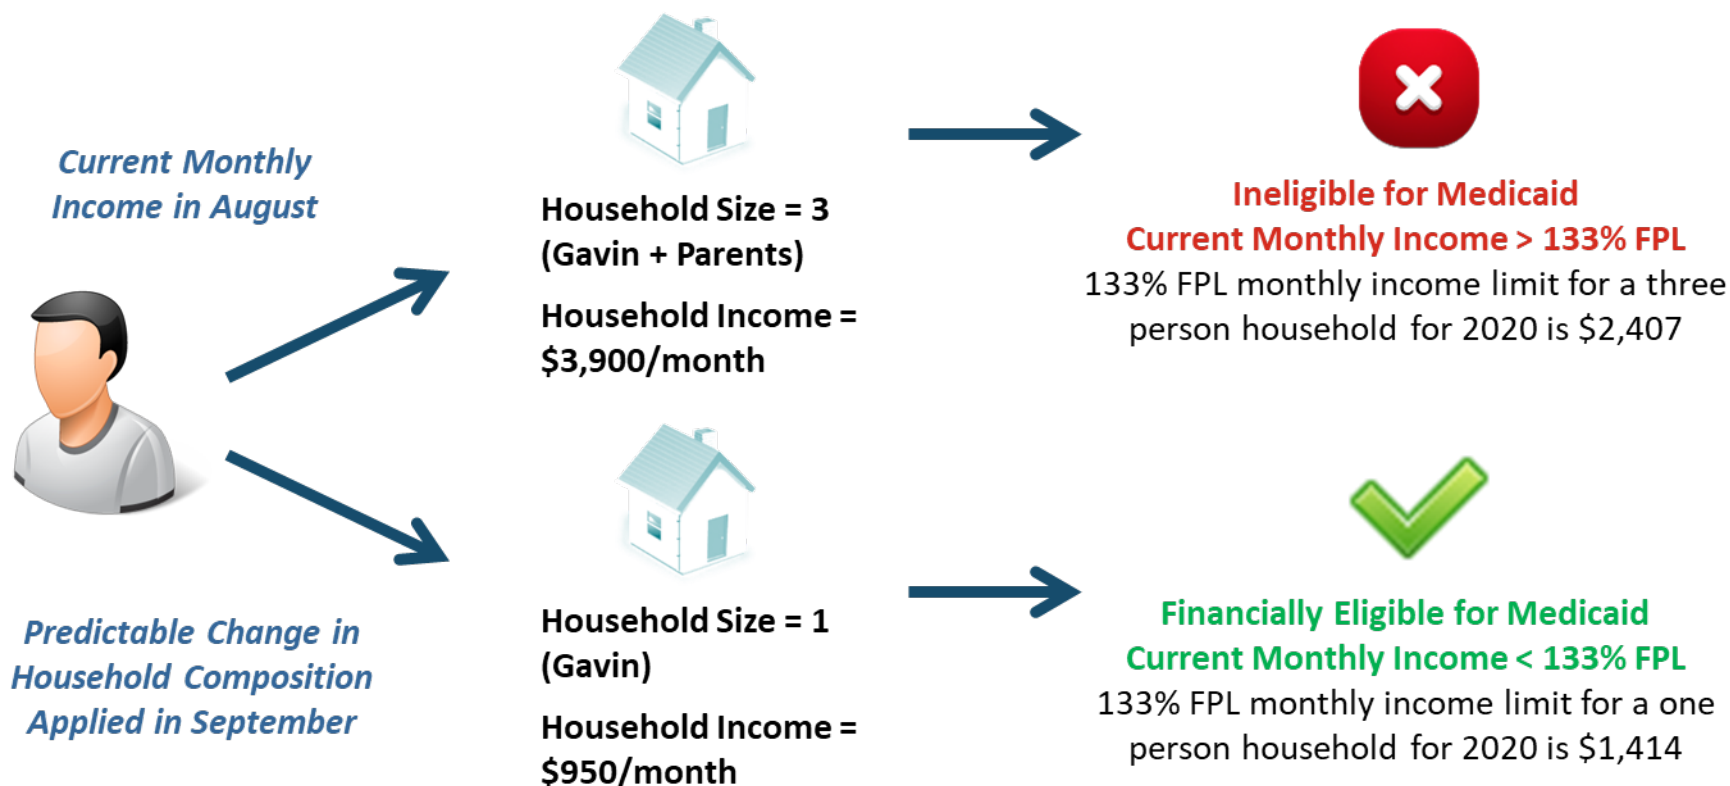 Current Monthly
Income in August
Household Size = 3
(Gavin + Parents)
Household Income =
$3,900/month
Ineligible for Medicaid
Current Monthly Income > 133% FPL
133% FPL monthly income limit for a three
person household for 2020 is $2,407
Predictable Change in
Household Composition
Applied in September
Household Size = 1
(Gavin)
Household Income =
$950/month
Financially Eligible for Medicaid
Current Monthly Income < 133% FPL
133% FPL monthly income limit for a one
person household for 2020 is $1,414